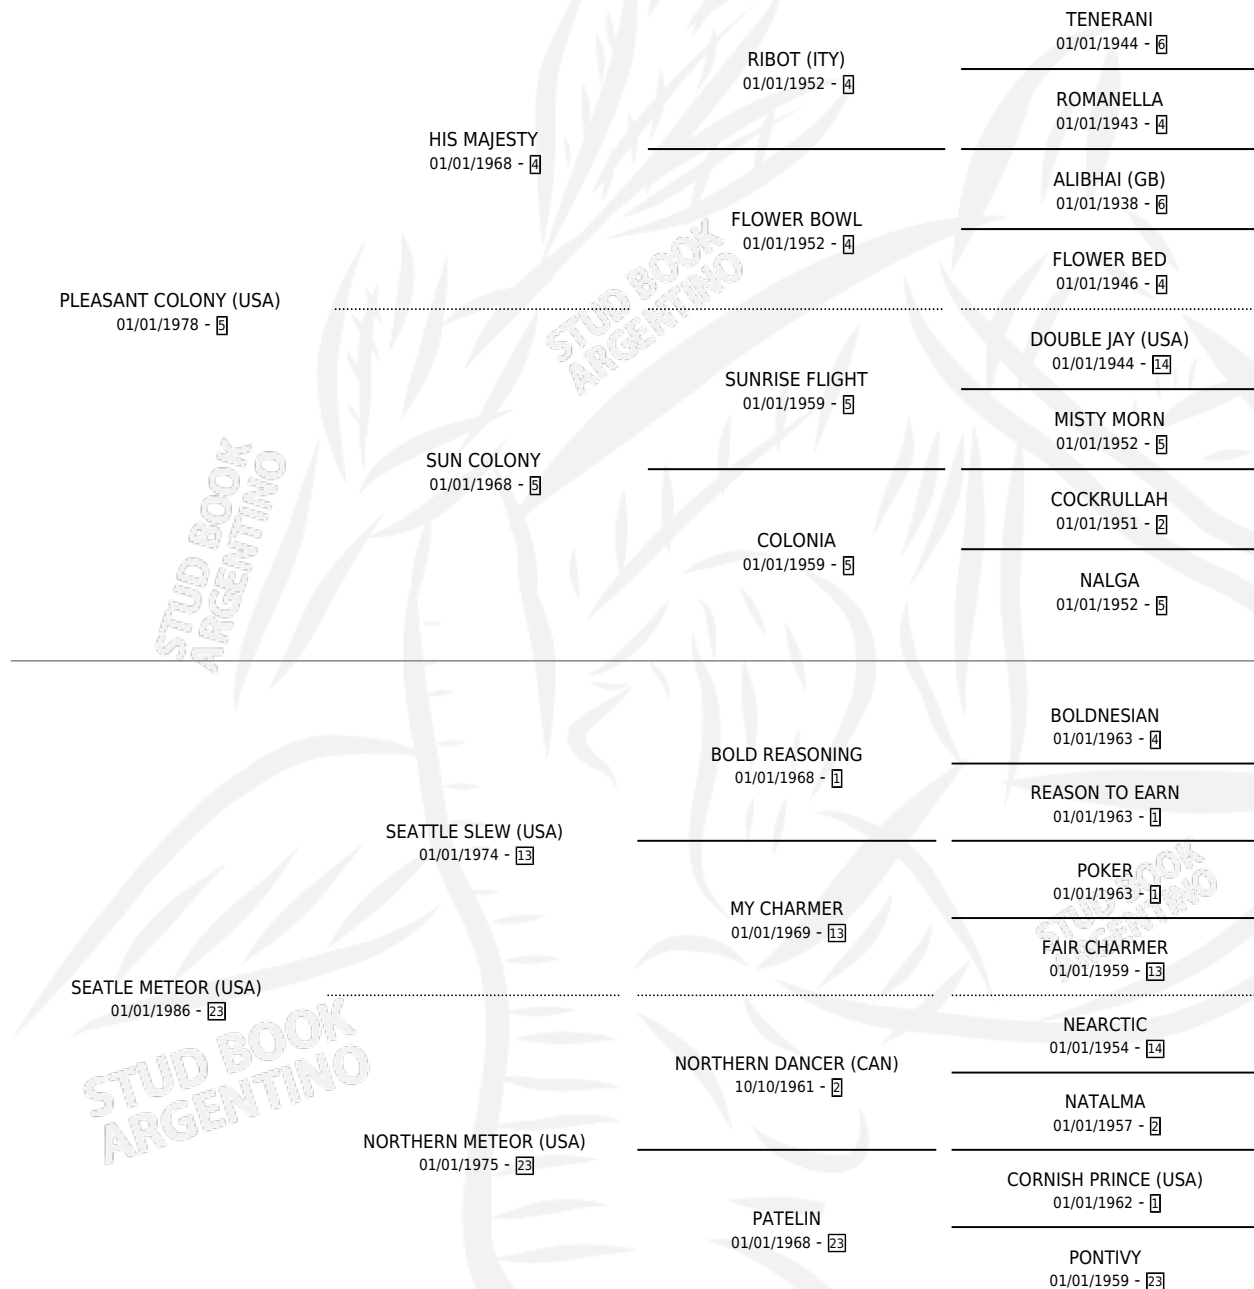 TENERANI
01/01/1944 - 6
RIBOT (ITY)
01/01/1952 - 4
ROMANELLA
01/01/1943 - 4
HIS MAJESTY
01/01/1968 - 4
ALIBHAI (GB)
01/01/1938 - 6
FLOWER BOWL
01/01/1952 - 4
FLOWER BED
01/01/1946 - 4
PLEASANT COLONY (USA)
01/01/1978 - 5
DOUBLE JAY (USA)
01/01/1944 - 14
SUNRISE FLIGHT
01/01/1959 - 5
MISTY MORN
01/01/1952 - 5
SUN COLONY
01/01/1968 - 5
COCKRULLAH
01/01/1951 - 2
COLONIA
01/01/1959 - 5
NALGA
01/01/1952 - 5
STUD BOOK
ARGENTINO
STUD BOOK
ARGENTINO
BOLDNESIAN
01/01/1963 - 4
BOLD REASONING
01/01/1968 - 1
REASON TO EARN
01/01/1963 - 1
SEATTLE SLEW (USA)
01/01/1974 - 13
POKER
01/01/1963 - 1
MY CHARMER
01/01/1969 - 13
FAIR CHARMER
01/01/1959 - 13
SEATLE METEOR (USA)
01/01/1986 - 23
NEARCTIC
01/01/1954 - 14
NORTHERN DANCER (CAN)
10/10/1961 - 2
NATALMA
01/01/1957 - 2
NORTHERN METEOR (USA)
01/01/1975 - 23
CORNISH PRINCE (USA)
01/01/1962 - 1
PATELIN
01/01/1968 - 23
PONTIVY
01/01/1959 - 23
STUD BOOK
ARGENTINO
STUD BOOK
ARGENTINO